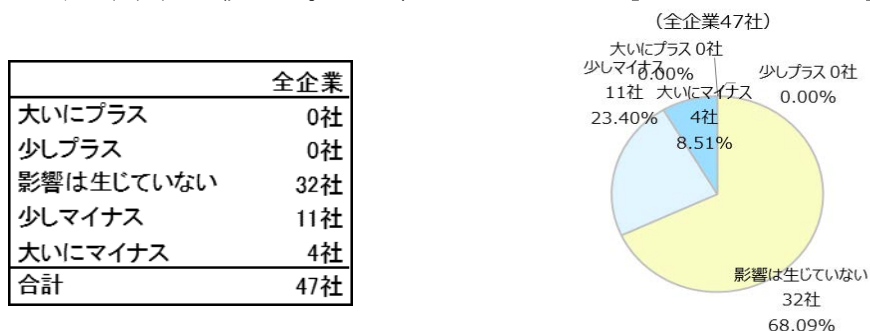 全企業
大いにプラス 0社
少しプラス 0社
影響は生じていない 32社
少しマイナス 11社
大いにマイナス 4社
合計 47社
（全企業47社）
大いにプラス 0社
0.00%
少しプラス 0社
0.00%
少しマイナス
11社
23.40%
大いにマイナス
4社
8.51%
影響は生じていない
32社
68.09%